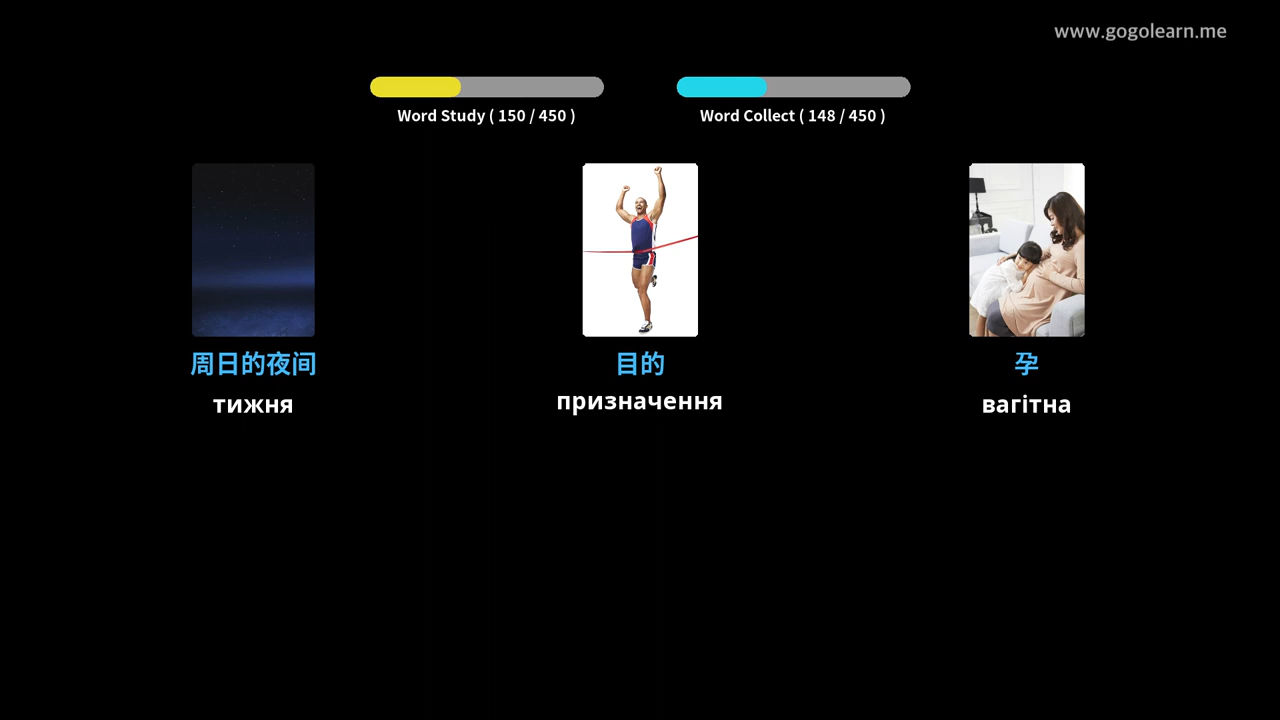 www.gogolearn.me
Word Study ( 150 / 450 )
Word Collect ( 148 / 450 )
周日的夜间
目的
孕
тижня
призначення
вагітна